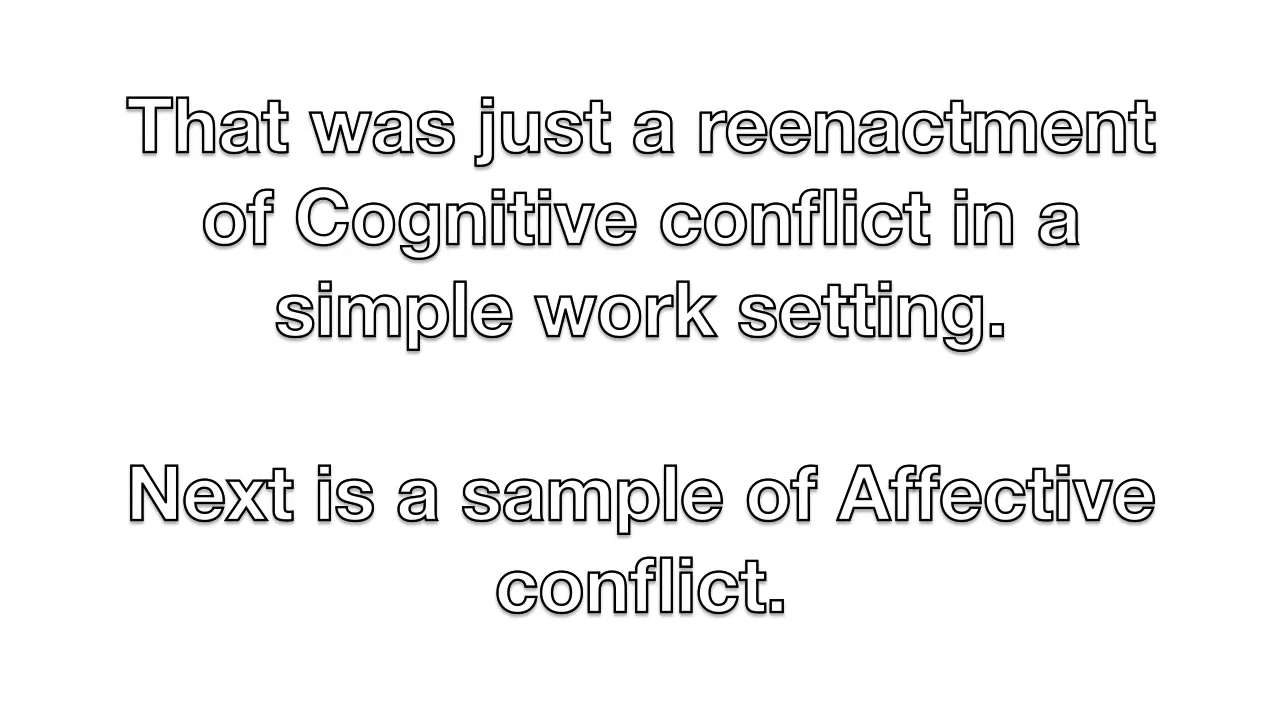 That was just a reenactment
of Cognitive conflict in a
simple work setting.
Next is a sample of Affective
conflict.